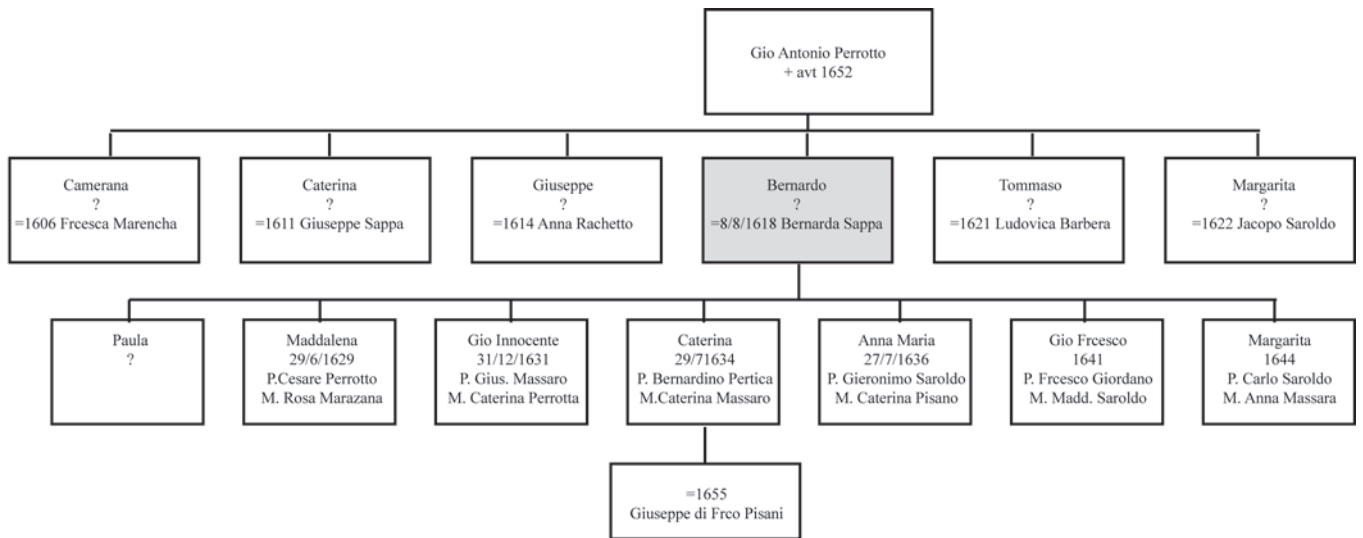 Gio Antonio Perrotto
+ avt 1652
Camerana
?
=1606 Frcesca Marencha
Caterina
?
=1611 Giuseppe Sappa
Giuseppe
?
=1614 Anna Rachetto
Bernardo
?
=8/8/1618 Bernarda Sappa
Tommaso
?
=1621 Ludovica Barbera
Margarita
?
=1622 Jacopo Saroldo
Paula
?
Maddalena
29/6/1629
P.Cesare Perrotto
M. Rosa Marazana
Gio Innocente
31/12/1631
P. Gius. Massaro
M. Caterina Perrotta
Caterina
29/71634
P. Bernardino Pertica
M.Caterina Massaro
Anna Maria
27/7/1636
P. Gieronimo Saroldo
M. Caterina Pisano
Gio Frcesco
1641
P. Frcesco Giordano
M. Madd. Saroldo
Margarita
1644
P. Carlo Saroldo
M. Anna Massara
=1655
Giuseppe di Frco Pisani